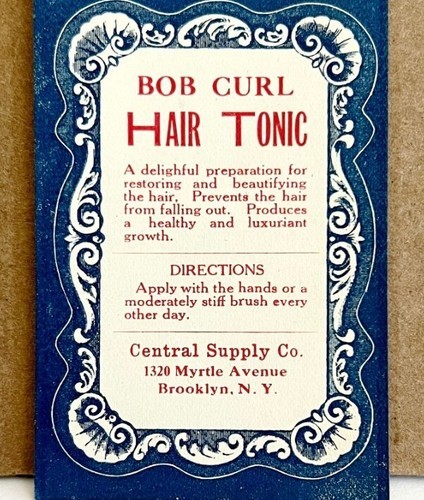 BOB CURL
HAIR TONIC
A delighful preparation for
restoring and beautifying
the hair. Prevents the hair
from falling out. Produces
a healthy and luxuriant
growth.
DIRECTIONS
Apply with the hands or a
moderately stiff brush every
other day.
Central Supply Co.
1320 Myrtle Avenue
Brooklyn, N. Y.